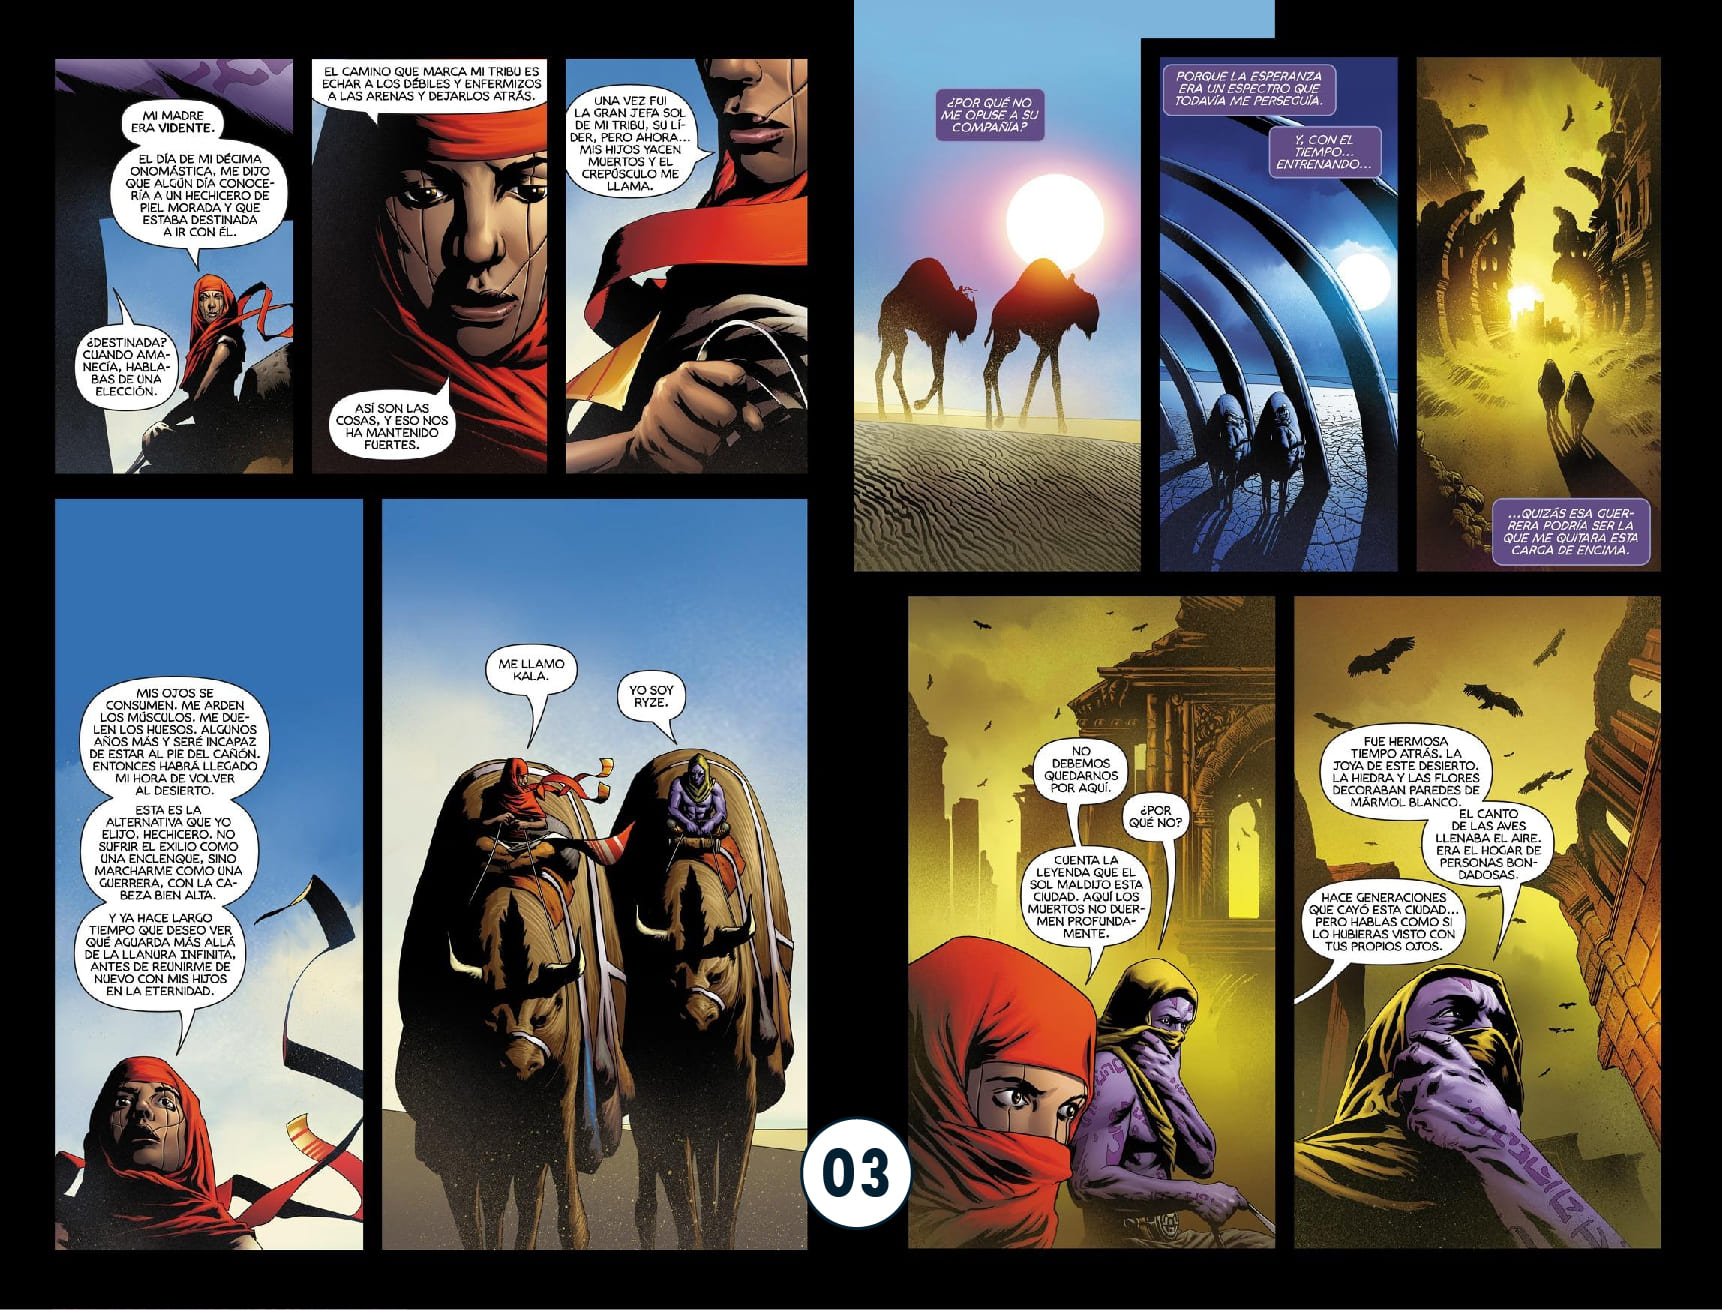 MI MADRE
ERA VIDENTE.
EL DÍA DE MI DÉCIMA
ONOMÁSTICA, ME DIJO
QUE ALGÚN DÍA CONOCE-
RÍA A UN HECHICERO DE
PIEL MORADA Y QUE
ESTABA DESTINADA
A IR CON ÉL.
¿DESTINADA?
CUANDO AMA-
NECÍA, HABLA-
BAS DE UNA
ELECCIÓN.
EL CAMINO QUE MARCA MI TRIBU ES
ECHAR A LOS DÉBILES Y ENFERMIZOS
A LAS ARENAS Y DEJARLOS ATRÁS.
ASÍ SON LAS
COSAS, Y ESO NOS
HA MANTENIDO
FUERTES.
UNA VEZ FUI
LA GRAN JEFA SOL
DE MI TRIBU, SU LÍ-
DER, PERO AHORA...
MIS HIJOS YACEN
MUERTOS Y EL
CREPÚSCULO ME
LLAMA.
MIS OJOS SE
CONSUMEN. ME ARDEN
LOS MÚSCULOS. ME DUE-
LEN LOS HUESOS. ALGUNOS
AÑOS MÁS Y SERÉ INCAPAZ
DE ESTAR AL PIE DEL CAÑÓN.
ENTONCES HABRÁ LLEGADO
MI HORA DE VOLVER
AL DESIERTO.
ESTA ES LA
ALTERNATIVA QUE YO
ELIJO, HECHICERO. NO
SUFRIR EL EXILIO COMO
UNA ENCLENQUE, SINO
MARCHARME COMO UNA
GUERRERA, CON LA CA-
BEZA BIEN ALTA.
Y YA HACE LARGO
TIEMPO QUE DESEO VER
QUÉ AGUARDA MÁS ALLÁ
DE LA LLANURA INFINITA,
ANTES DE REUNIRME DE
NUEVO CON MIS HIJOS
EN LA ETERNIDAD.
ME LLAMO
KALA.
YO SOY
RYZE.
¿POR QUÉ NO
ME OPUSE A SU
COMPAÑÍA?
PORQUE LA ESPERANZA
ERA UN ESPECTRO QUE
TODAVÍA ME PERSEGUÍA.
Y, CON EL
TIEMPO...
ENTRENANDO...
...QUIZÁS ESA GUER-
RERA PODRÍA SER LA
QUE ME QUITARA ESTA
CARGA DE ENCIMA.
NO
DEBEMOS
QUEDARNOS
POR AQUÍ.
¿POR
QUÉ NO?
CUENTA LA
LEYENDA QUE EL
SOL MALDIJO ESTA
CIUDAD. AQUÍ LOS
MUERTOS NO DUER-
MEN PROFUNDA-
MENTE.
FUE HERMOSA
TIEMPO ATRÁS. LA
JOYA DE ESTE DESIERTO.
LA HIEDRA Y LAS FLORES
DECORABAN PAREDES DE
MÁRMOL BLANCO.
EL CANTO
DE LAS AVES
LLENABA EL AIRE.
ERA EL HOGAR DE
PERSONAS BON-
DADOSAS.
HACE GENERACIONES
QUE CAYÓ ESTA CIUDAD...
PERO HABLAS COMO SI
LO HUBIERAS VISTO CON
TUS PROPIOS OJOS.
03